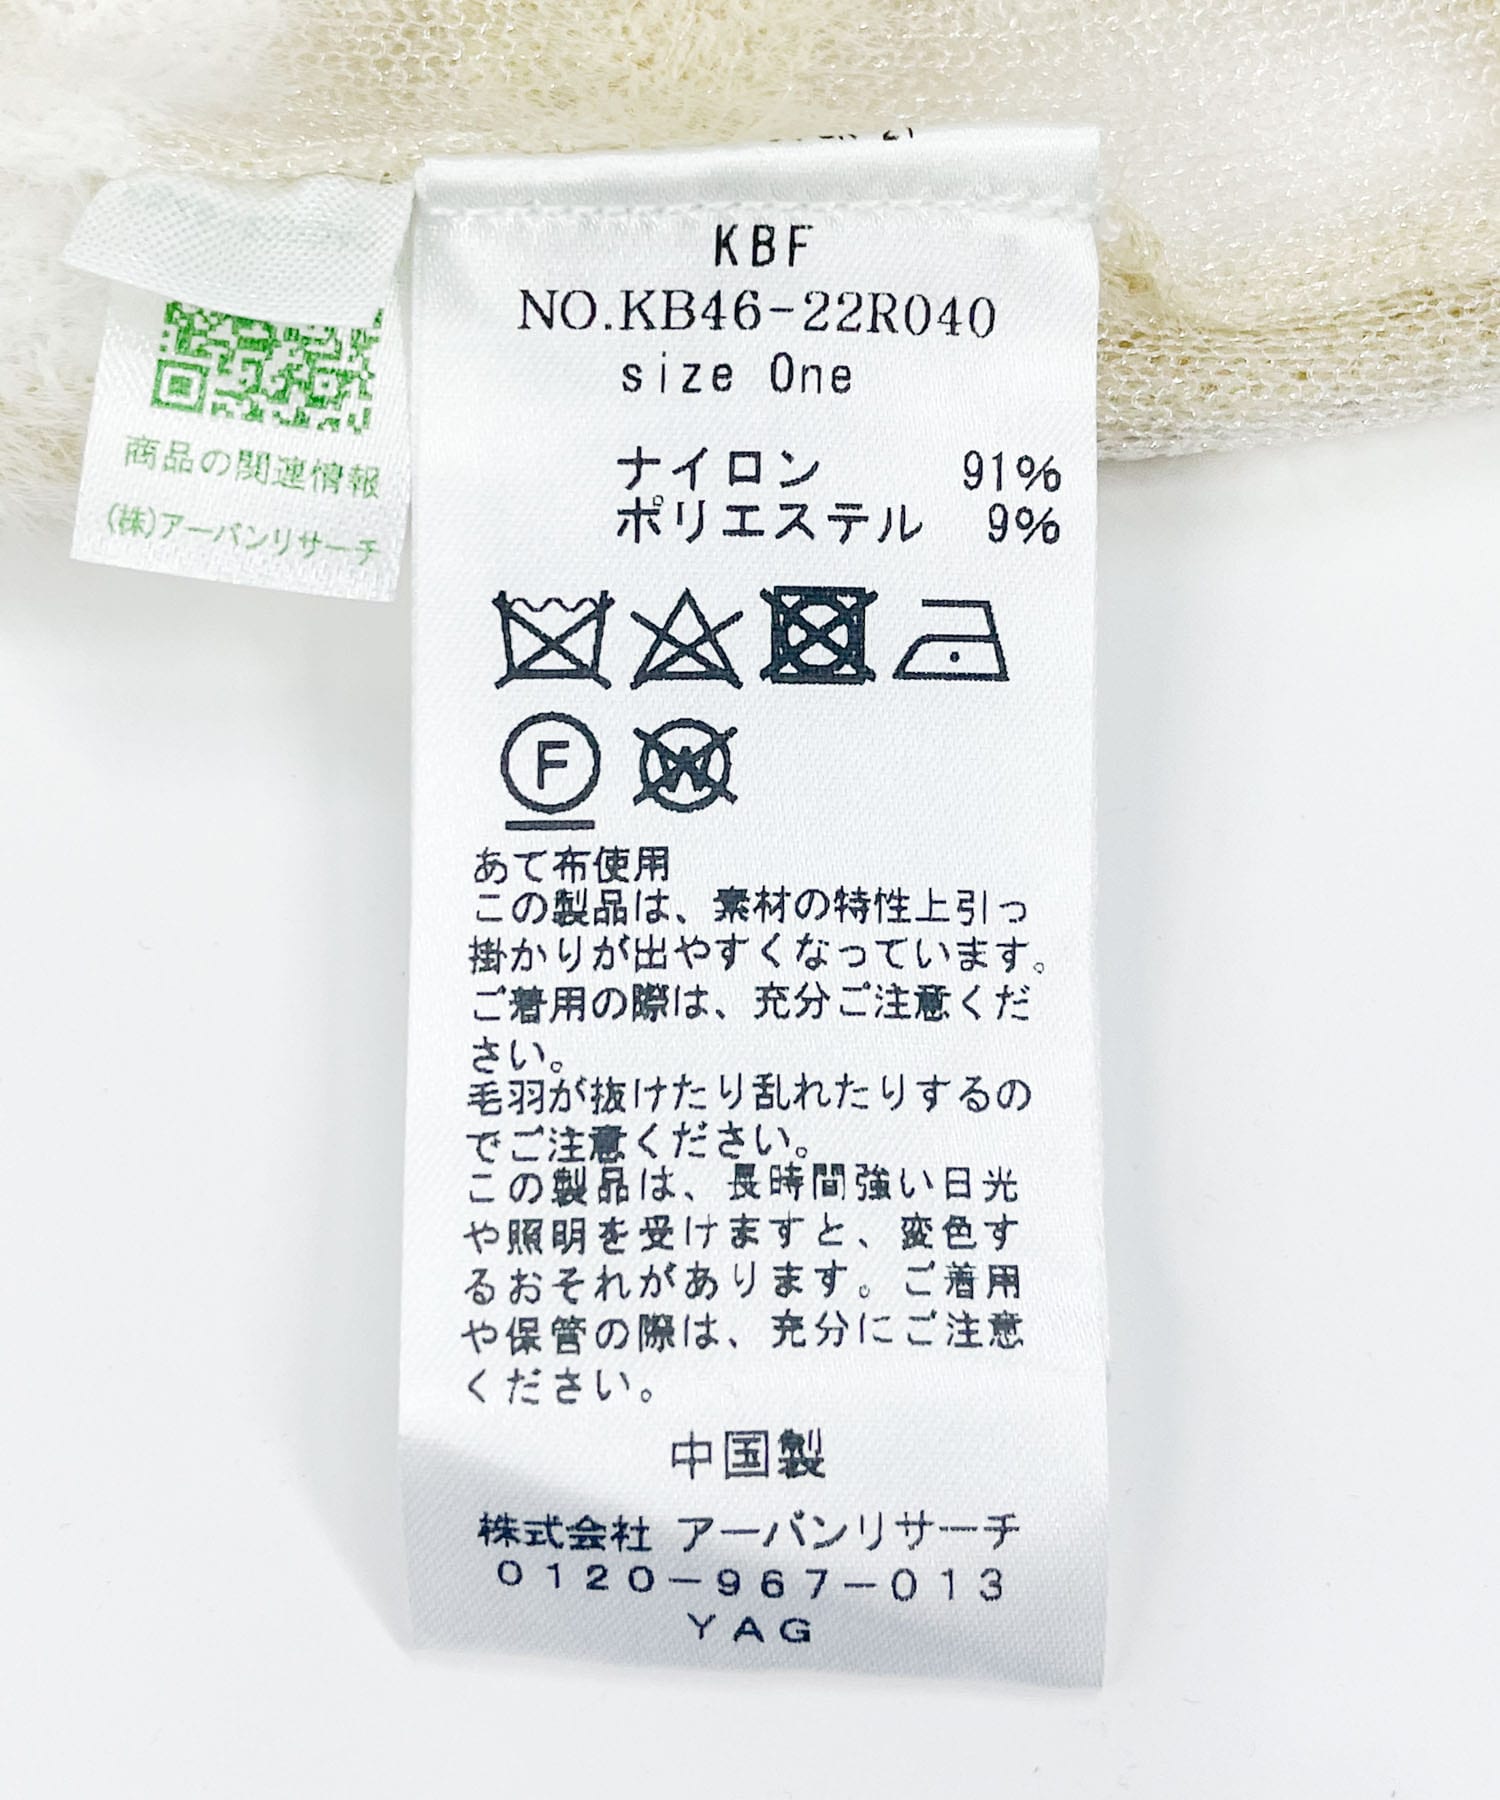 KBF
NO.KB46-22R040
size One
ナイロン 91%
ポリエステル 9%
F
W
あて布使用
この製品は、素材の特性上引っ
掛かりが出やすくなっています。
ご着用の際は、充分ご注意くだ
さい。
毛羽が抜けたり乱れたりするの
でご注意ください。
この製品は、長時間強い日光
や照明を受けますと、変色す
るおそれがあります。ご着用
や保管の際は、充分にご注意
ください。
中国製
株式会社 アーバンリサーチ
0120-967-013
YAG
商品の関連情報
(株)アーバンリサーチ